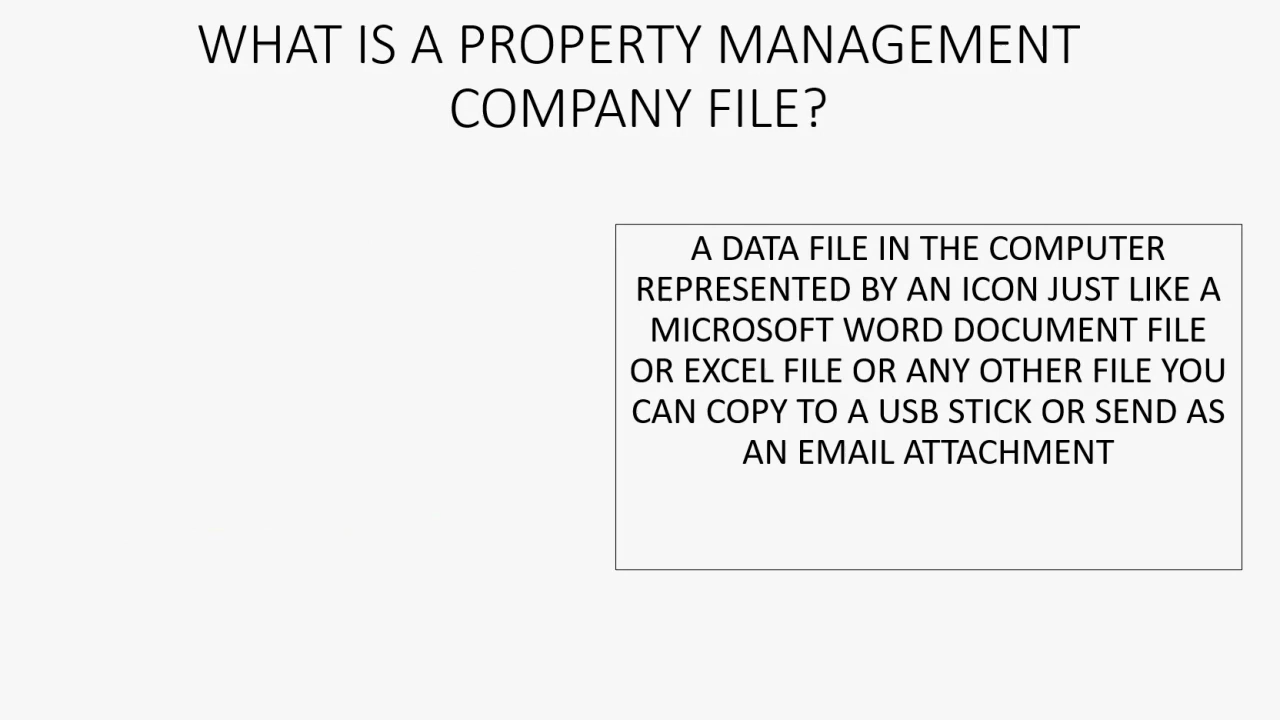 WHAT IS A PROPERTY MANAGEMENT
COMPANY FILE?
A DATA FILE IN THE COMPUTER
REPRESENTED BY AN ICON JUST LIKE A
MICROSOFT WORD DOCUMENT FILE
OR EXCEL FILE OR ANY OTHER FILE YOU
CAN COPY TO A USB STICK OR SEND AS
AN EMAIL ATTACHMENT